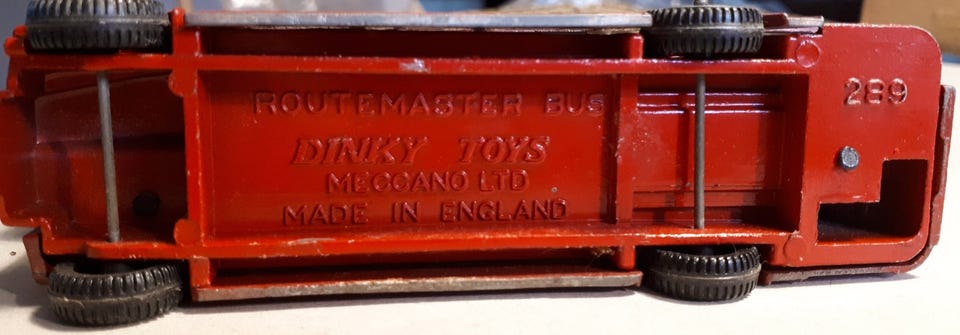 ROUTEMASTER BUS
DINKY TOYS
MECCANO LTD
MADE IN ENGLAND
289